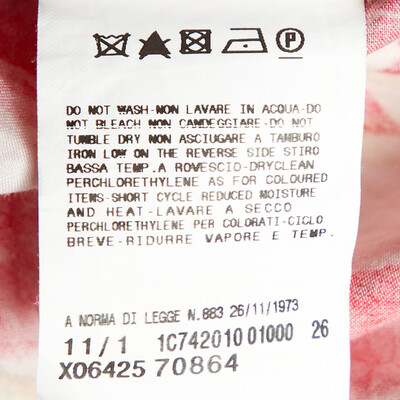 P
DO NOT WASH-NON LAVARE IN ACQUA-DO
NOT BLEACH NON CANDEGGIARE-DO NOT
TUMBLE DRY NON ASCIUGARE A TAMBURO
IRON LOW ON THE REVERSE SIDE STIRO
BASSA TEMP.A ROVESCIO-DRYCLEAN
PERCHLORETHYLENE AS FOR COLOURED
ITEMS-SHORT CYCLE REDUCED MOISTURE
AND HEAT-LAVARE A SECCO
PERCHLORETHYLENE PER COLORATI-CICLO
BREVE-RIDURRE VAPORE E TEMP.
A NORMA DI LEGGE N.883 26/11/1973
11/1 1C742010 01000 26
X06425 70864